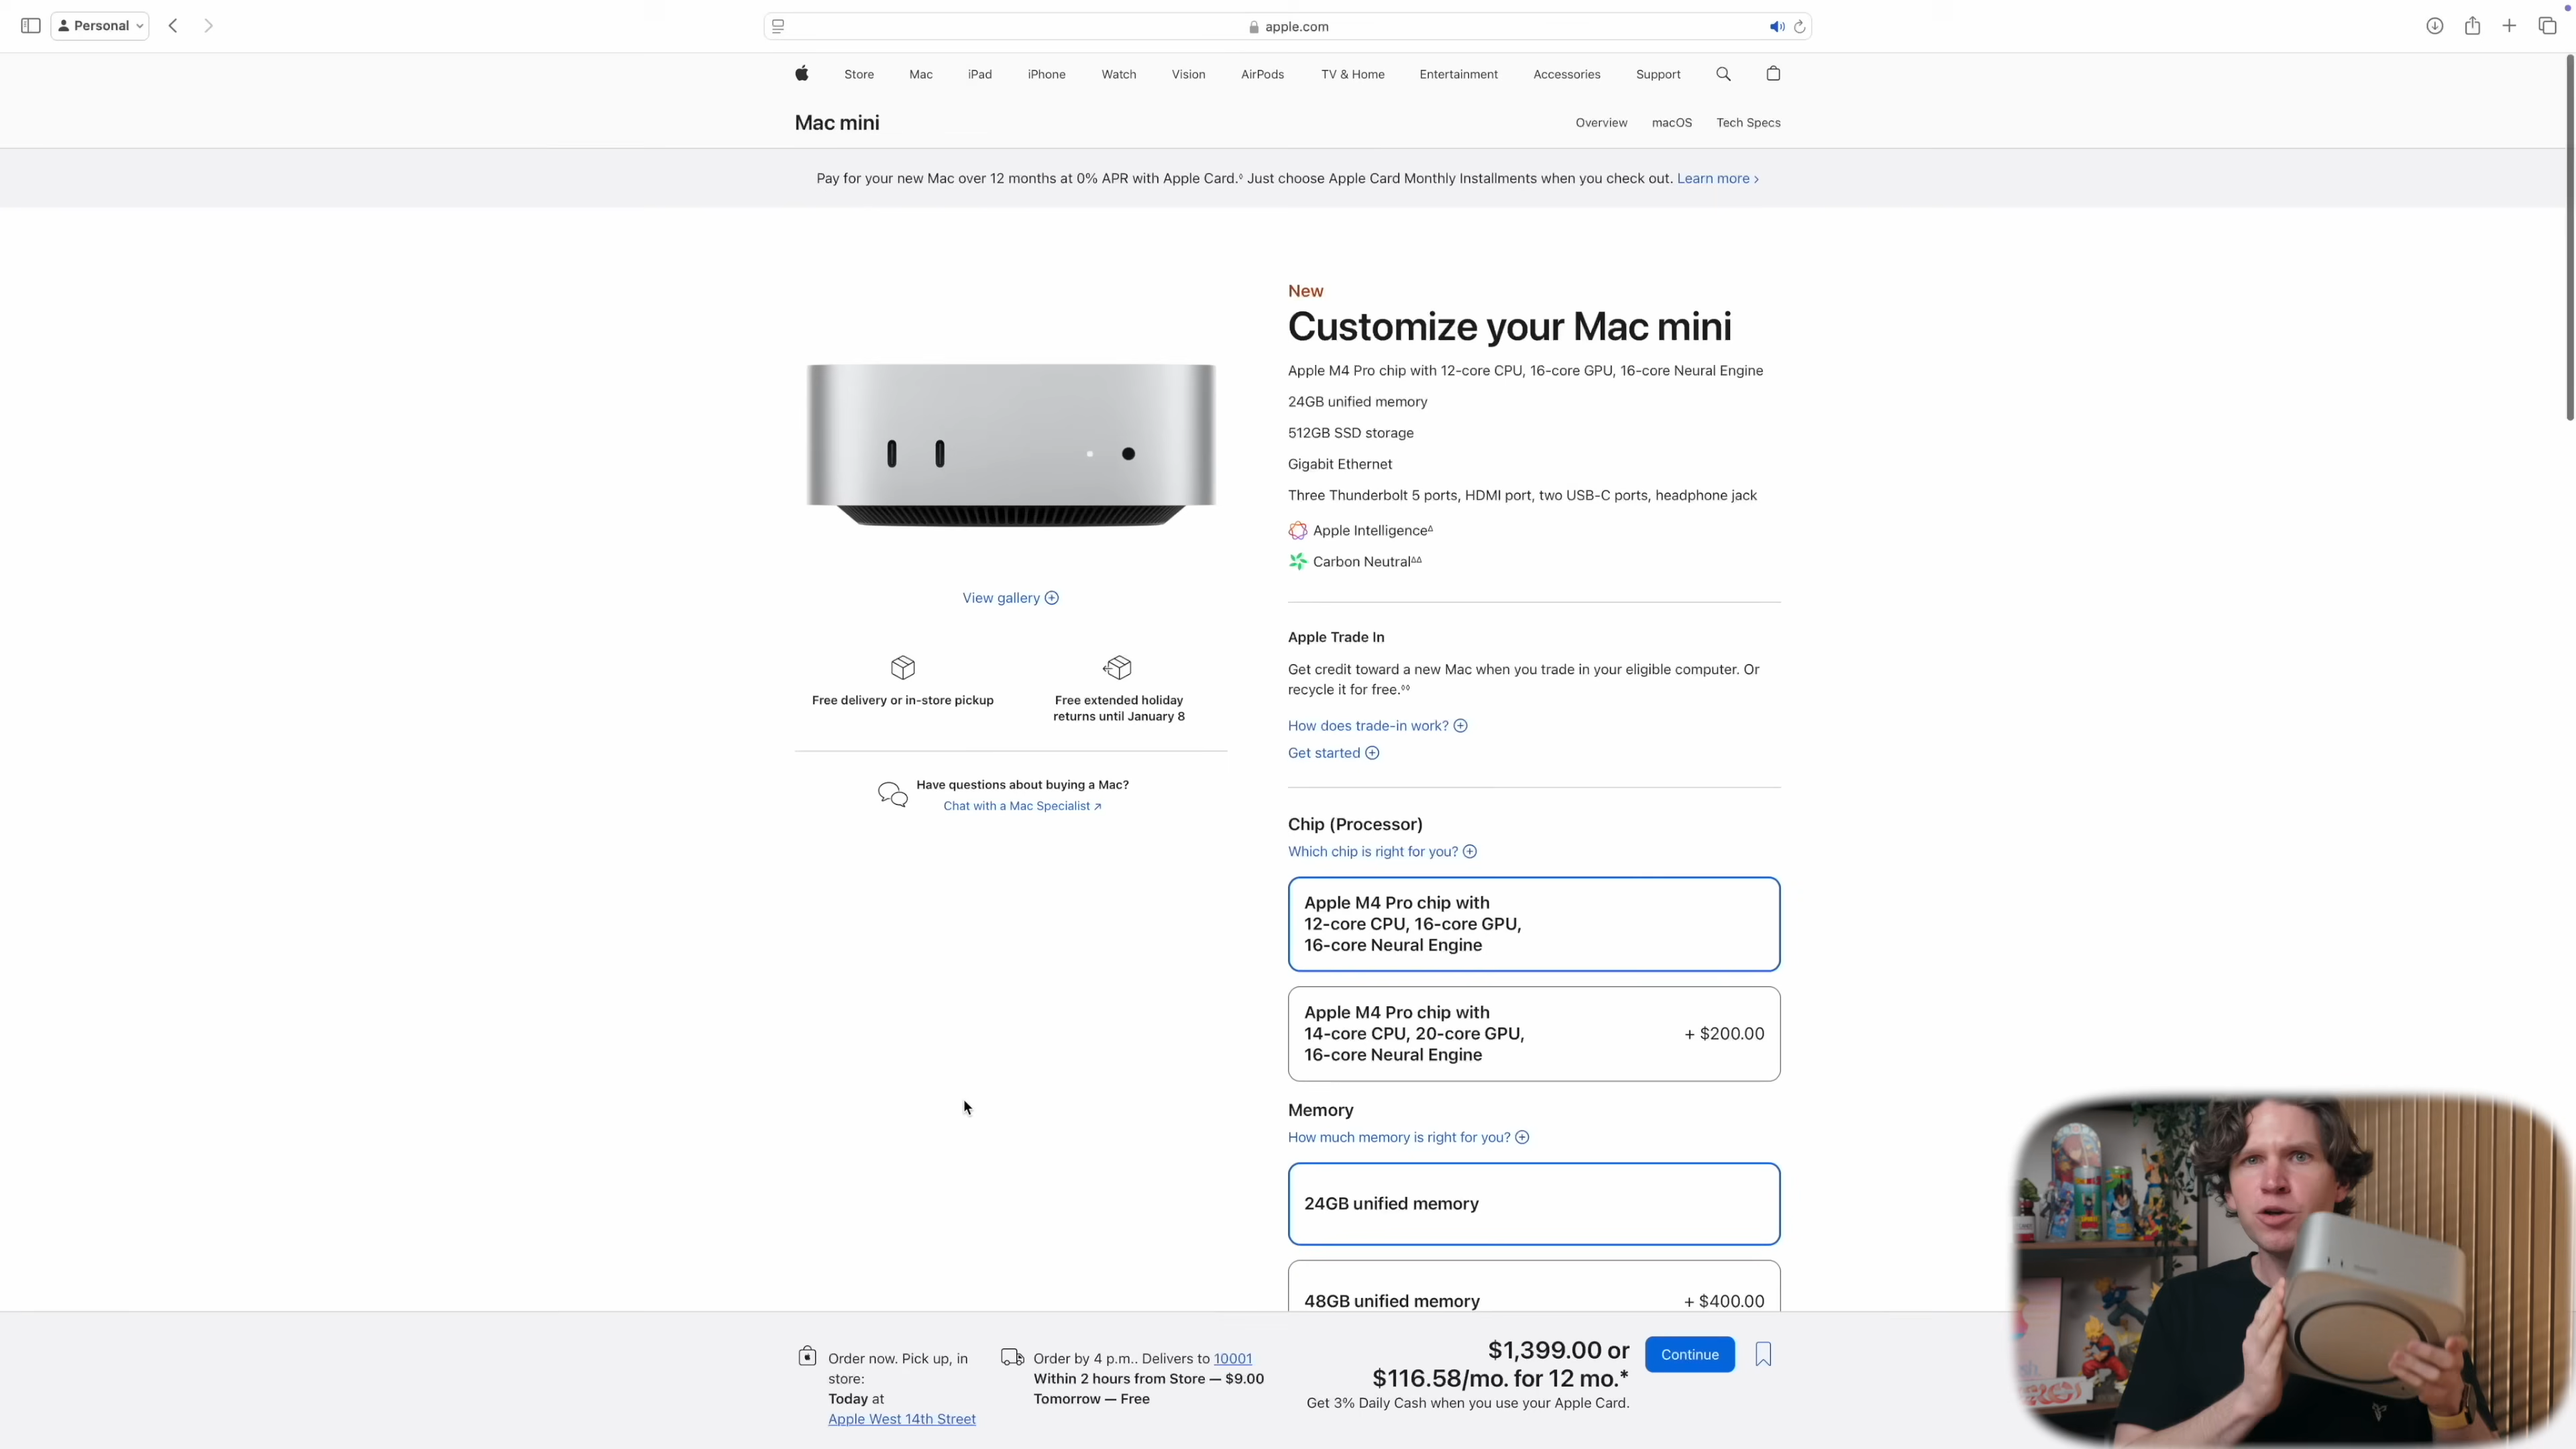 Personal
apple.com
Store Mac iPad iPhone Watch Vision AirPods TV & Home Entertainment Accessories Support
Mac mini
Overview macOS Tech Specs
Pay for your new Mac over 12 months at 0% APR with Apple Card.◊ Just choose Apple Card Monthly Installments when you check out. Learn more ›
New
Customize your Mac mini
Apple M4 Pro chip with 12-core CPU, 16-core GPU, 16-core Neural Engine
24GB unified memory
512GB SSD storage
Gigabit Ethernet
Three Thunderbolt 5 ports, HDMI port, two USB-C ports, headphone jack
Apple IntelligenceΔ
Carbon NeutralΔΔ
View gallery
Free delivery or in-store pickup
Free extended holiday
returns until January 8
Have questions about buying a Mac?
Chat with a Mac Specialist ↗
Apple Trade In
Get credit toward a new Mac when you trade in your eligible computer. Or
recycle it for free.◊◊
How does trade-in work?
Get started
Chip (Processor)
Which chip is right for you?
Apple M4 Pro chip with
12-core CPU, 16-core GPU,
16-core Neural Engine
Apple M4 Pro chip with
14-core CPU, 20-core GPU,
16-core Neural Engine
+ $200.00
Memory
How much memory is right for you?
24GB unified memory
48GB unified memory + $400.00
Order now. Pick up, in
store:
Today at
Apple West 14th Street
Order by 4 p.m.. Delivers to 10001
Within 2 hours from Store — $9.00
Tomorrow — Free
$1,399.00 or
$116.58/mo. for 12 mo.*
Get 3% Daily Cash when you use your Apple Card.
Continue